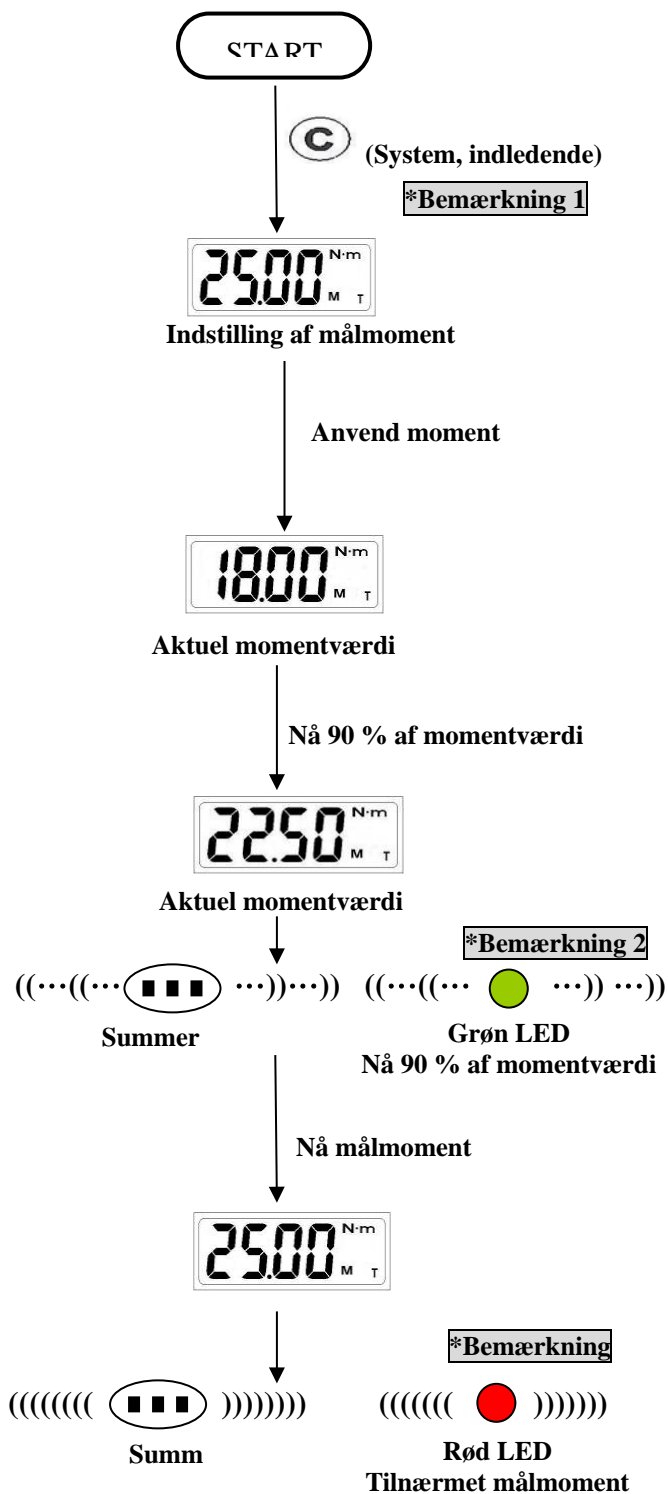 START
C
(System, indledende)
*Bemærkning 1
25.00 N·m M T
Indstilling af målmoment
Anvend moment
18.00 N·m M T
Aktuel momentværdi
Nå 90 % af momentværdi
22.50 N·m M T
Aktuel momentværdi
*Bemærkning 2
((···((··· ···))···)) ((···((··· ···)) ···))
Summer
Grøn LED
Nå 90 % af momentværdi
Nå målmoment
25.00 N·m M T
*Bemærkning
(((((((( )))))))) ((((((( )))))))
Summ
Rød LED
Tilnærmet målmoment